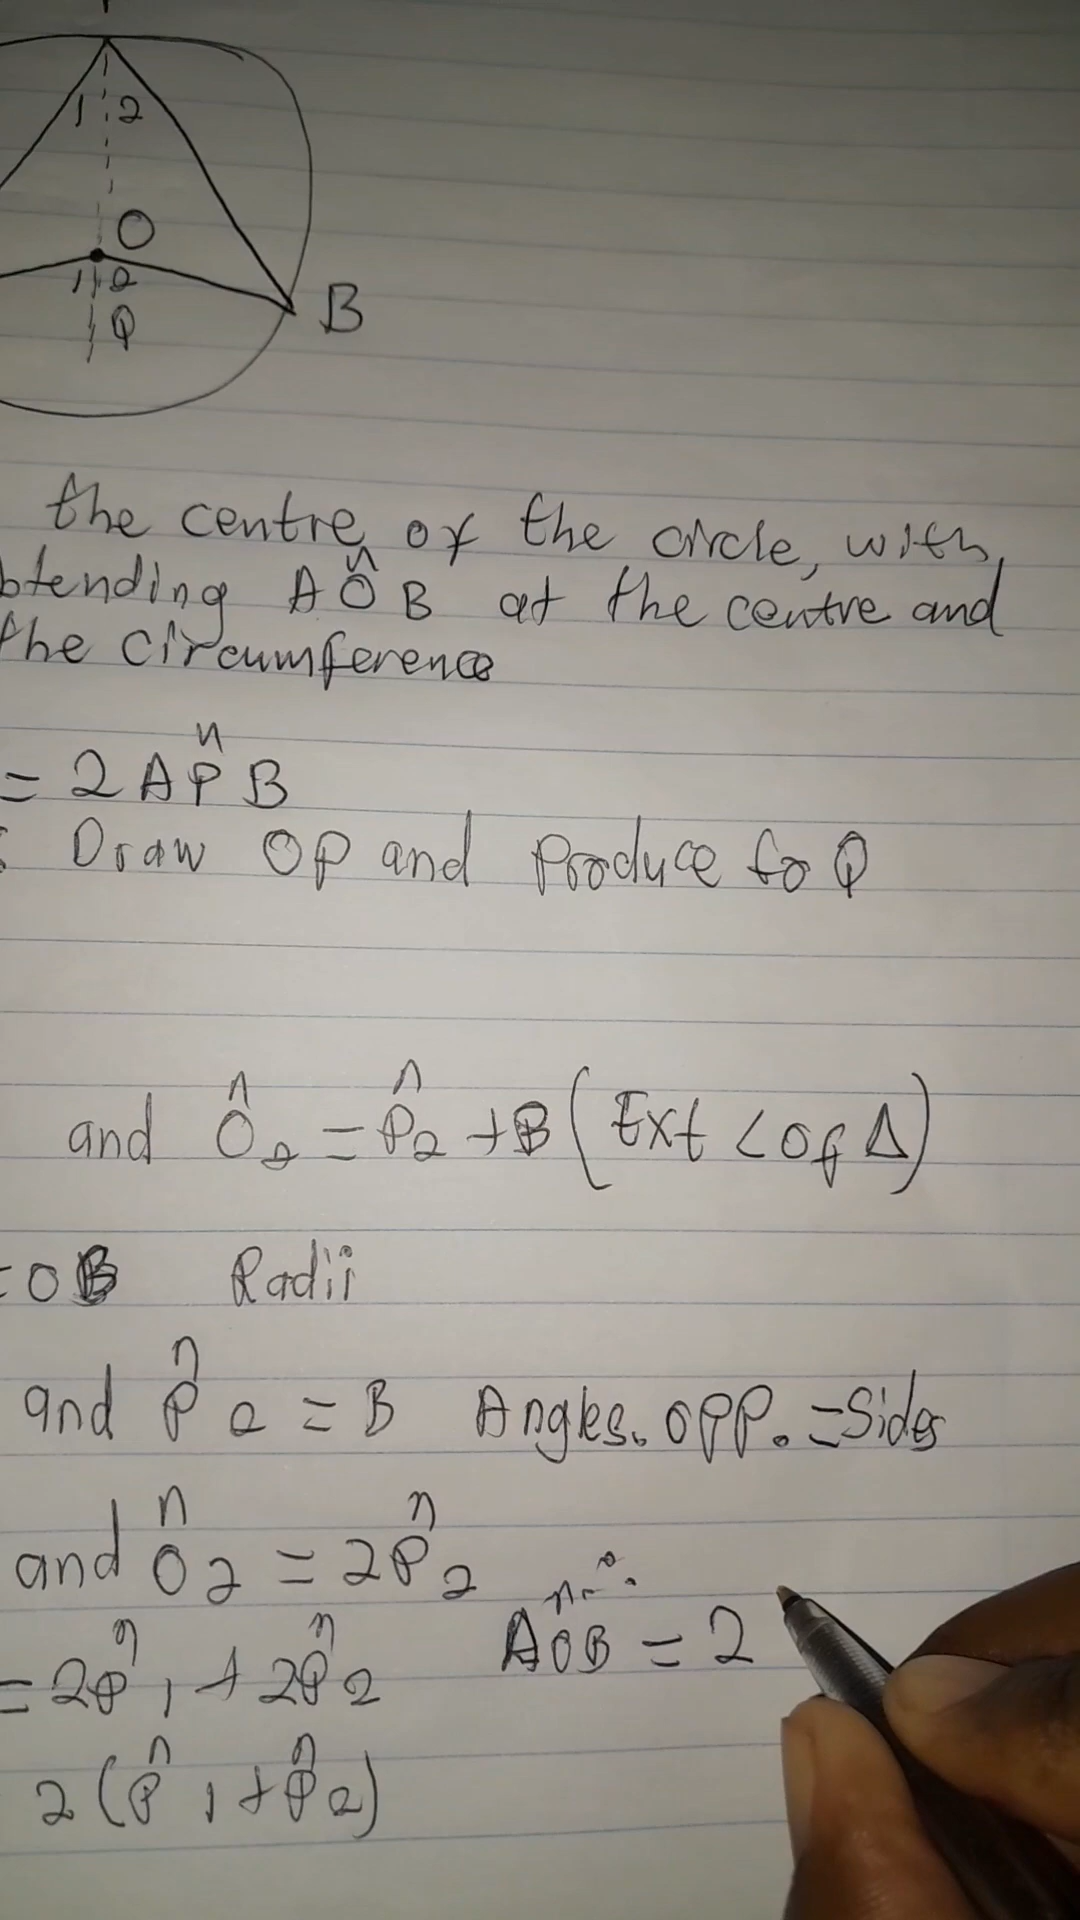 1 2
O
1 2
Q
B
the centre of the circle, with
btending AÔB at the centre and
the circumference
= 2AP̂B
: Draw OP and Produce to Q
and Ô₂ = P̂₂ + B (Ext < of Δ)
=OB Radii
and P̂₂ = B Angles. opp. = Sides
and Ô₂ = 2P̂₂
= 2P̂₁ + 2P̂₂
∴ AÔB = 2
2(P̂₁ + P̂₂)